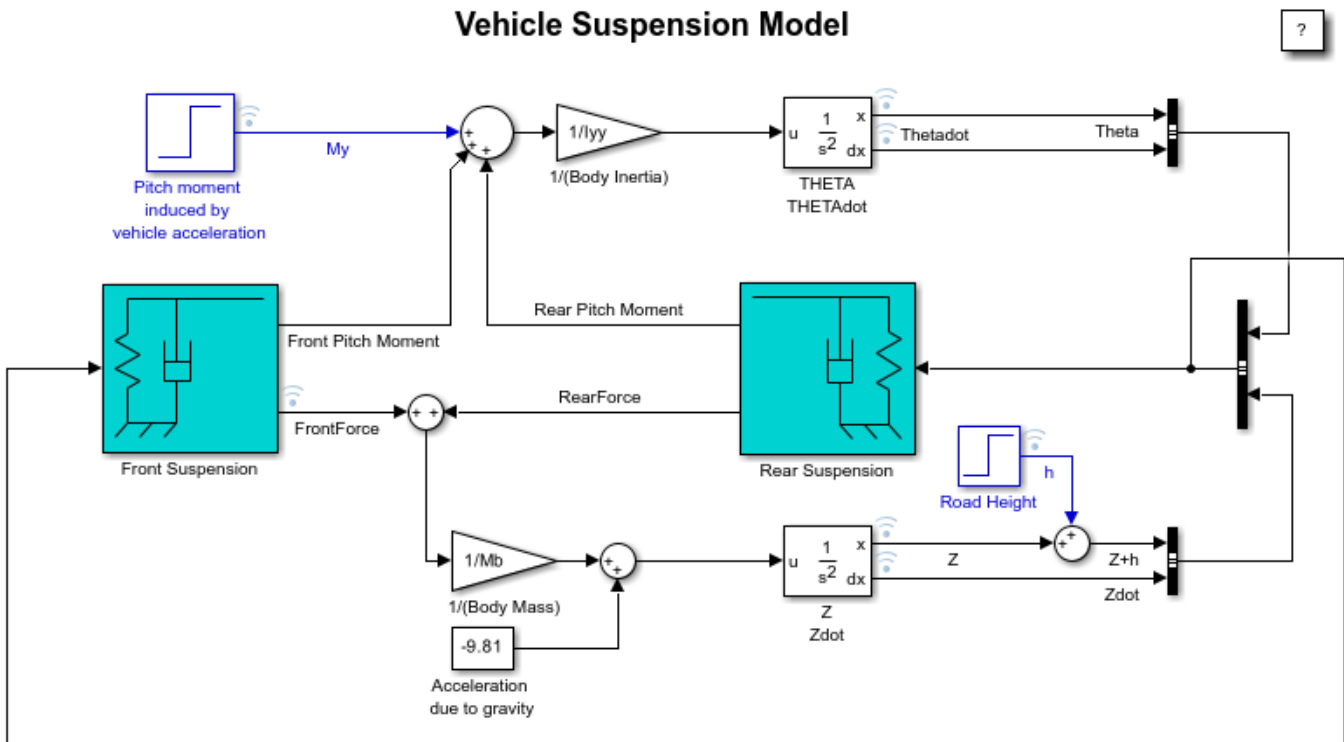 Vehicle Suspension Model
?
My
Pitch moment
induced by
vehicle acceleration
+
+
+
1/Iyy
1/(Body Inertia)
u
1
s2
x
dx
THETA
THETAdot
Thetadot
Theta
Front Pitch Moment
FrontForce
Front Suspension
Rear Pitch Moment
RearForce
Rear Suspension
+ +
h
Road Height
1/Mb
1/(Body Mass)
+
+
-9.81
Acceleration
due to gravity
u
1
s2
x
dx
Z
Zdot
Z
+
+
Z+h
Zdot